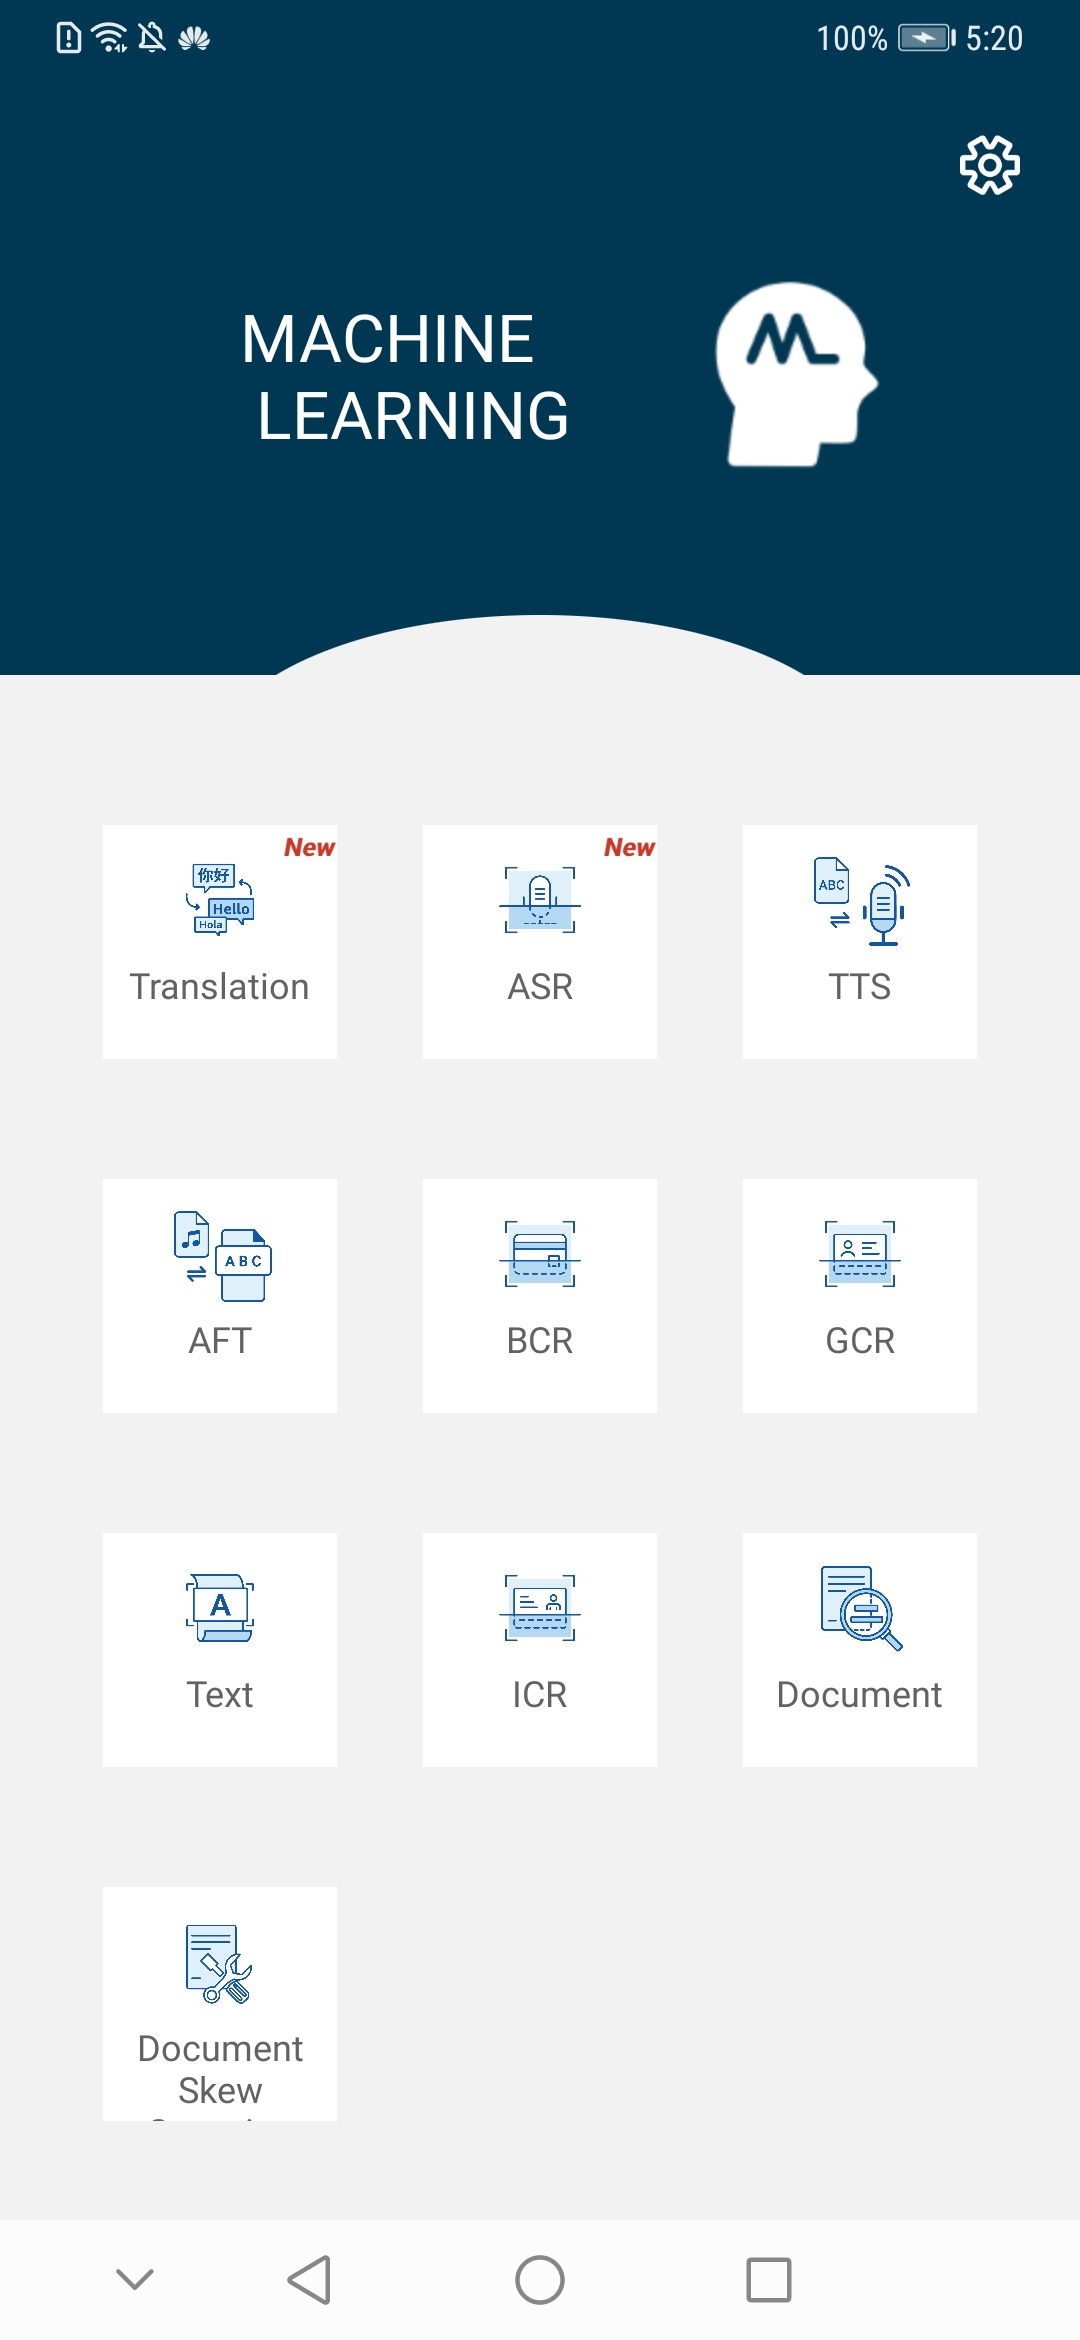 100% 5:20
MACHINE
LEARNING
New
New
你好
Hello
Hola
ABC
Translation
ASR
TTS
ABC
AFT
BCR
GCR
A
Text
ICR
Document
Document
Skew